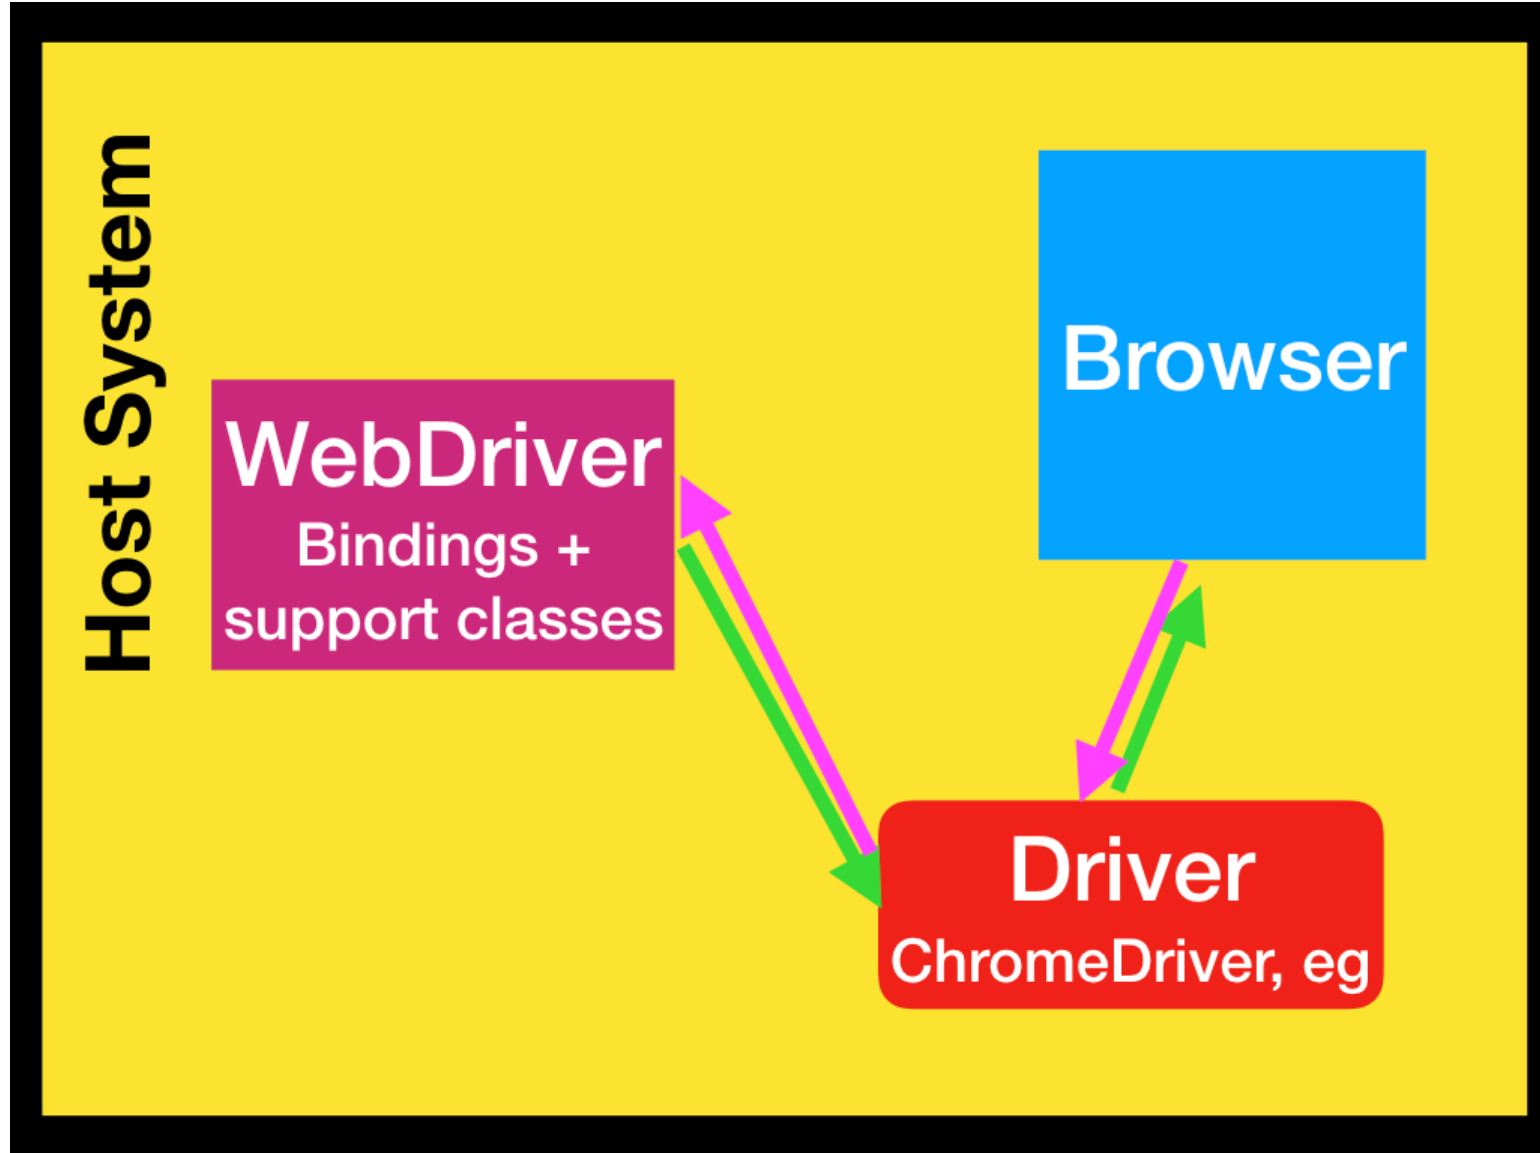 Host System
WebDriver
Bindings +
support classes
Browser
Driver
ChromeDriver, eg